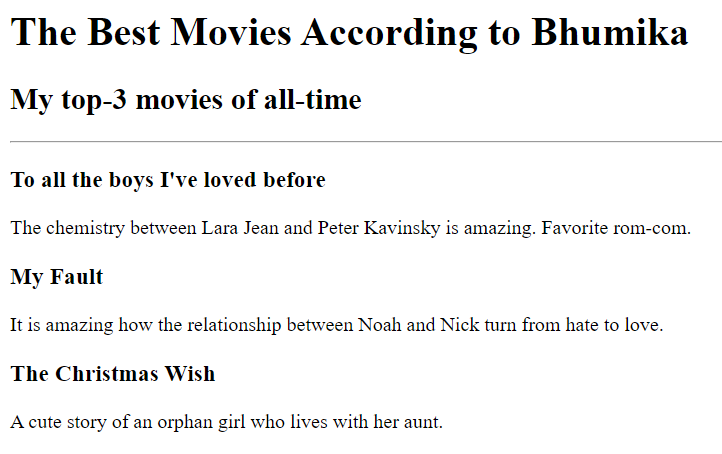 The Best Movies According to Bhumika
My top-3 movies of all-time
To all the boys I've loved before
The chemistry between Lara Jean and Peter Kavinsky is amazing. Favorite rom-com.
My Fault
It is amazing how the relationship between Noah and Nick turn from hate to love.
The Christmas Wish
A cute story of an orphan girl who lives with her aunt.